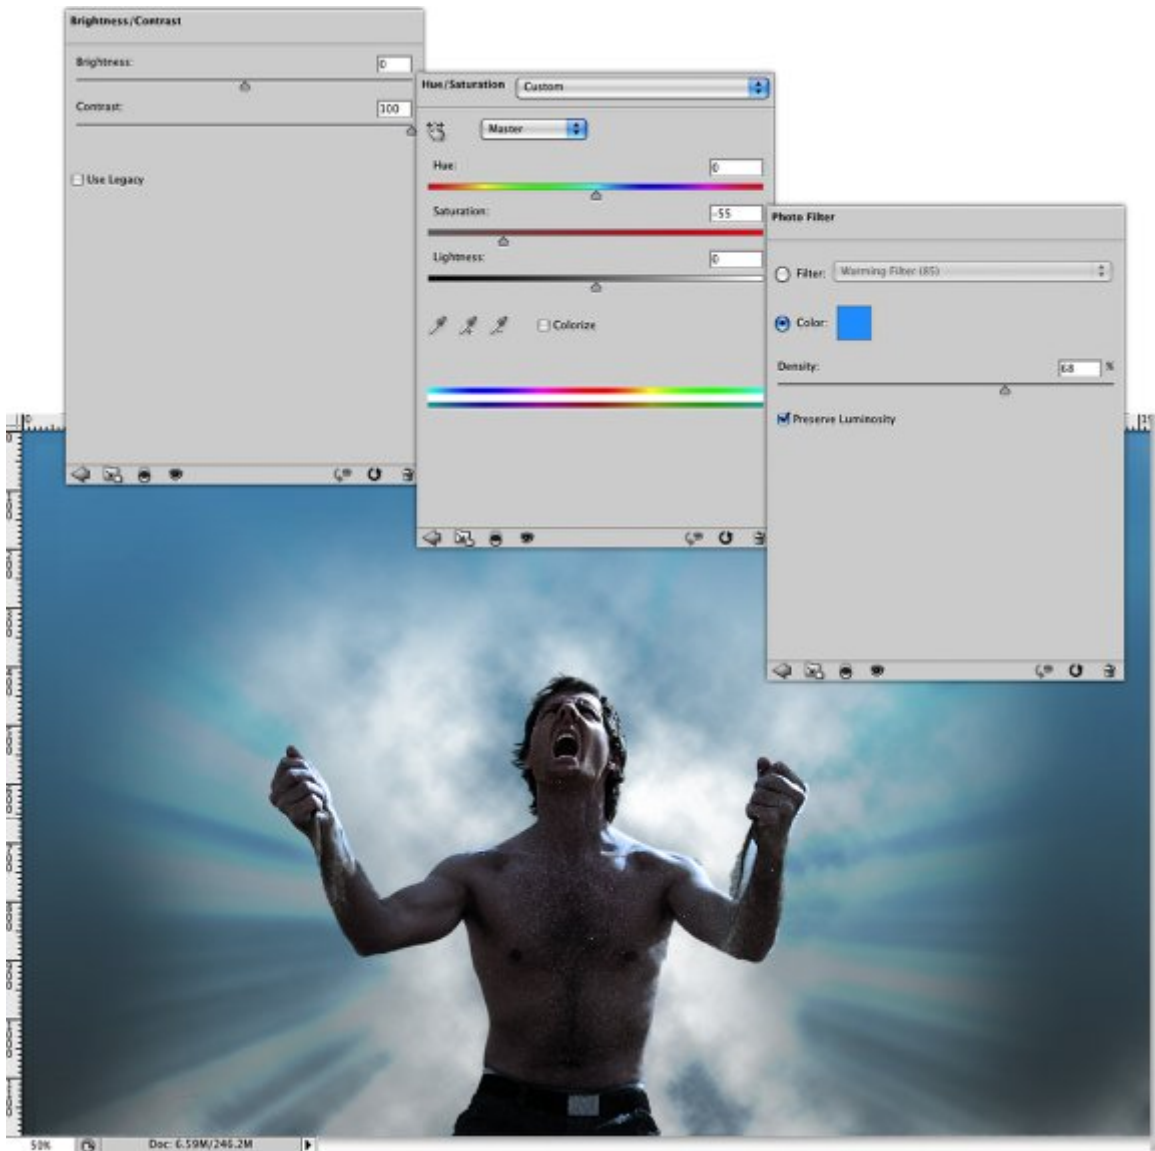 Brightness/Contrast
Brightness:
0
Contrast:
100
Use Legacy
Hue/Saturation
Custom
Master
Hue:
0
Saturation:
-55
Lightness:
0
Colorize
Photo Filter
Filter:
Warming Filter (85)
Color:
Density:
68
%
Preserve Luminosity
50%
Doc: 6.59M/246.2M